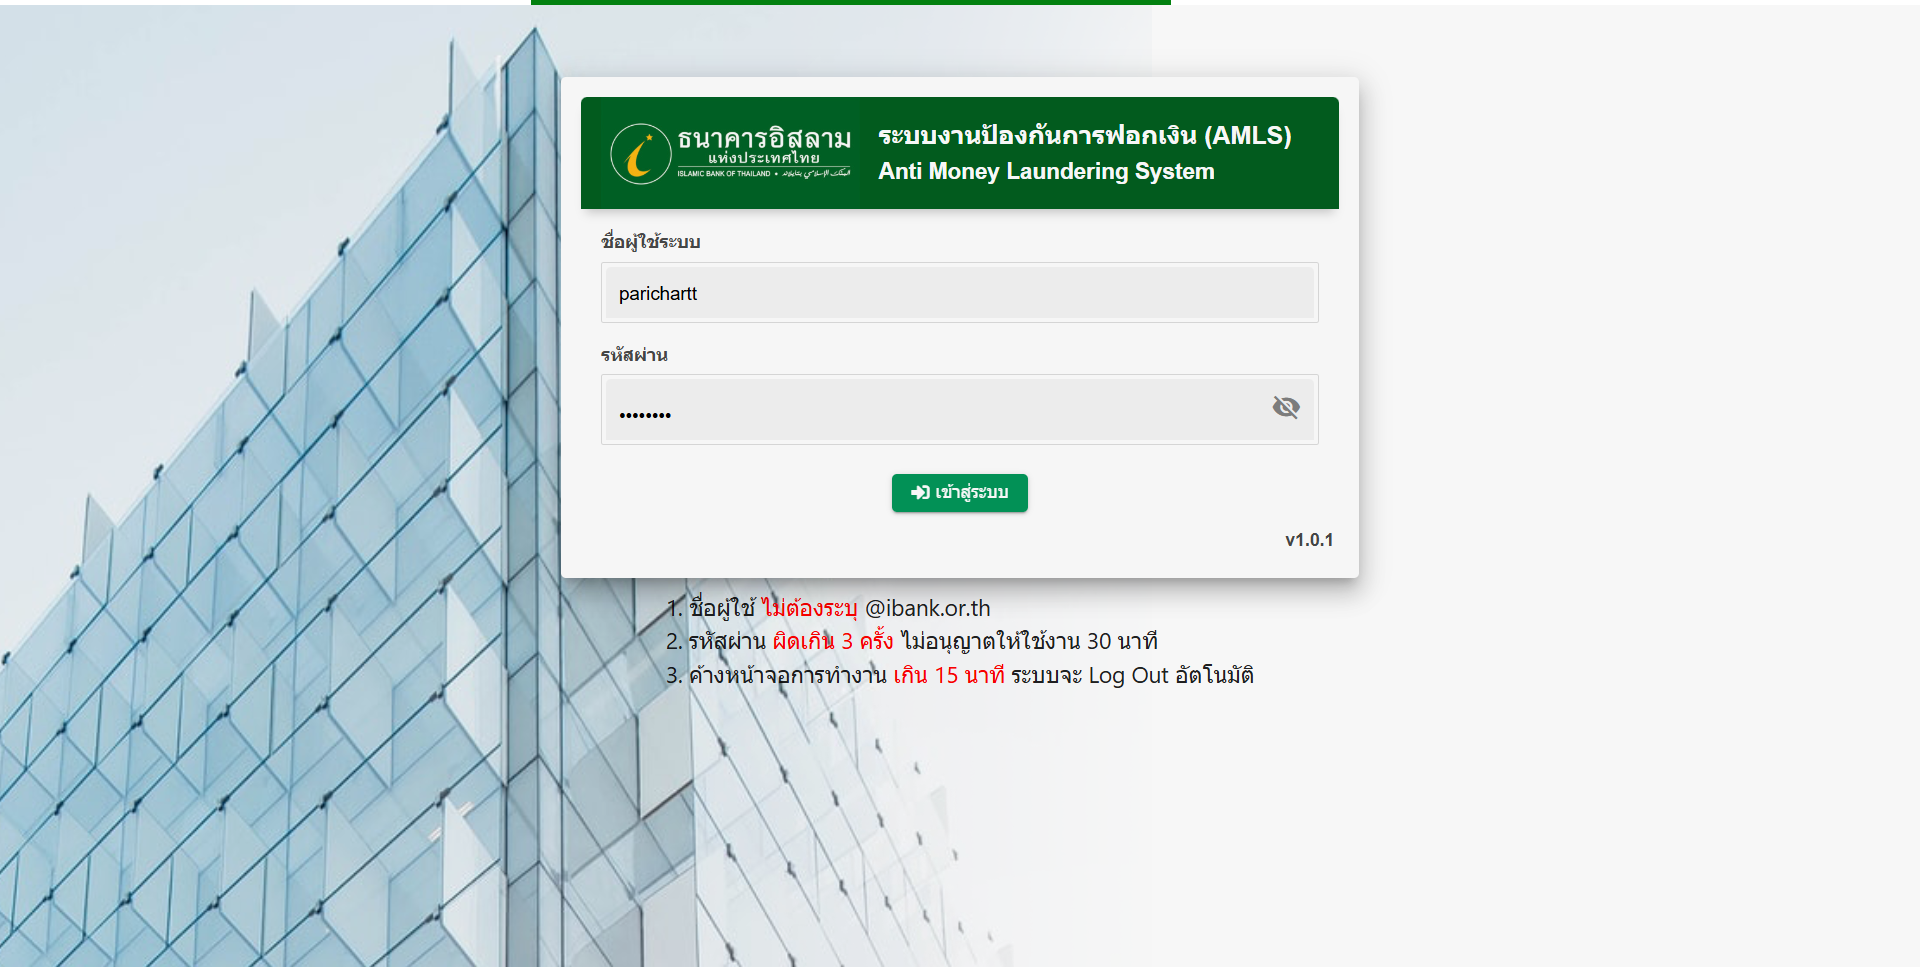 ธนาคารอิสลาม
แห่งประเทศไทย
ISLAMIC BANK OF THAILAND •
ระบบงานป้องกันการฟอกเงิน (AMLS)
Anti Money Laundering System
ชื่อผู้ใช้ระบบ
parichartt
รหัสผ่าน
••••••••
เข้าสู่ระบบ
v1.0.1
1. ชื่อผู้ใช้ ไม่ต้องระบุ @ibank.or.th
2. รหัสผ่าน ผิดเกิน 3 ครั้ง ไม่อนุญาตให้ใช้งาน 30 นาที
3. ค้างหน้าจอการทำงาน เกิน 15 นาที ระบบจะ Log Out อัตโนมัติ